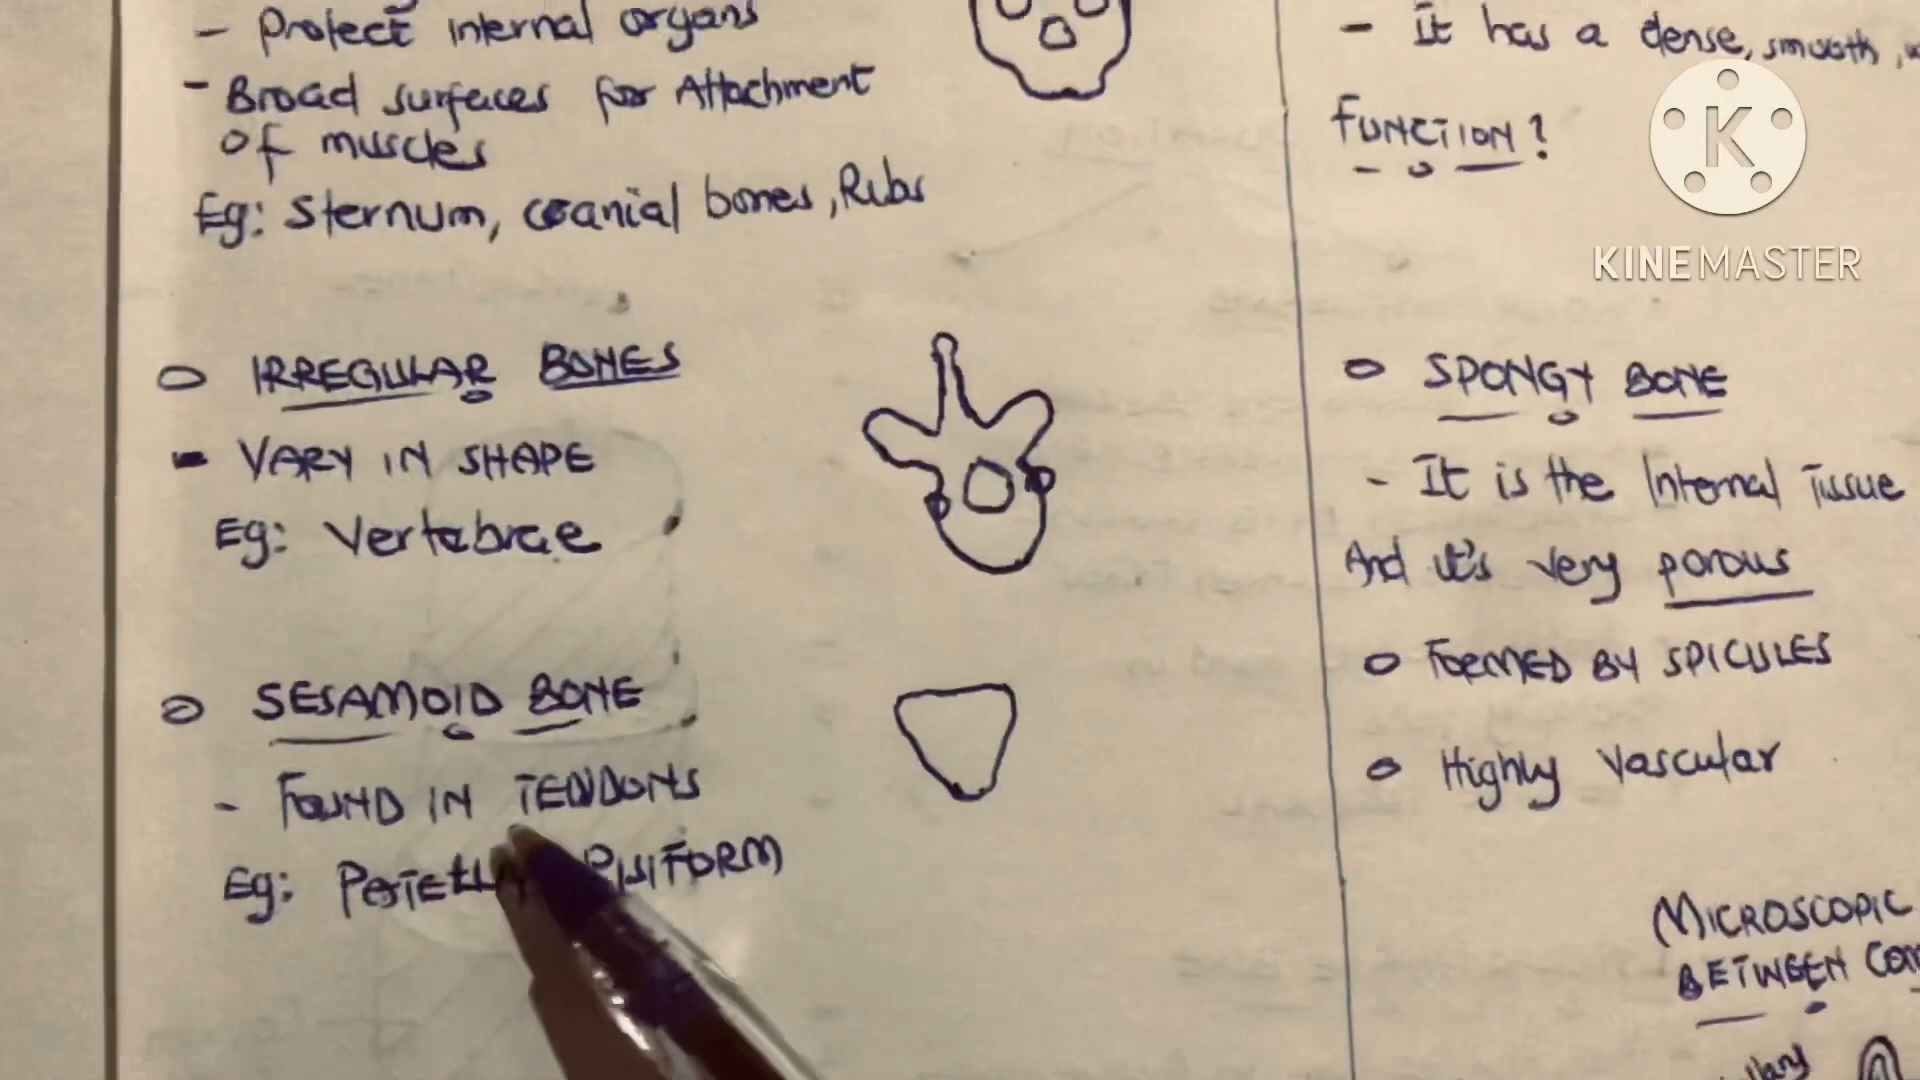 - Protect internal organs
- Broad surfaces for Attachment
of muscles
Eg: Sternum, cranial bones, Ribs
IRREGULAR BONES
- VARY IN SHAPE
Eg: Vertabrae
SESAMOID BONE
- FOUND IN TENDONS
Eg: PISIFORM
- It has a dense, smooth,
FUNCTION?
K
KINEMASTER
SPONGY BONE
- It is the Internal Tissue
And it's very porous
FORMED BY SPICULES
Highly Vascular
MICROSCOPIC
BETWEEN